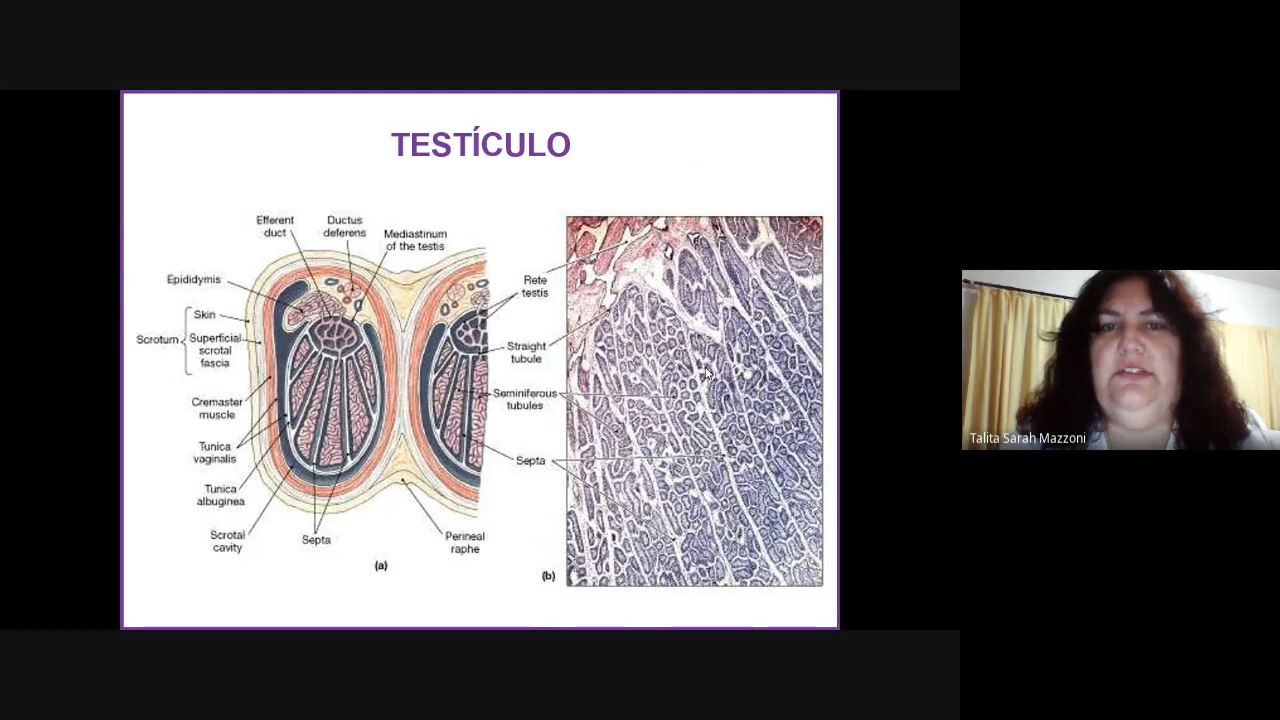 TESTÍCULO
Efferent
duct
Ductus
deferens
Mediastinum
of the testis
Epididymis
Skin
Scrotum
Superficial
scrotal
fascia
Cremaster
muscle
Tunica
vaginalis
Tunica
albuginea
Scrotal
cavity
Septa
Perineal
raphe
(a)
Rete
testis
Straight
tubule
Seminiferous
tubules
Septa
(b)
Talita Sarah Mazzoni